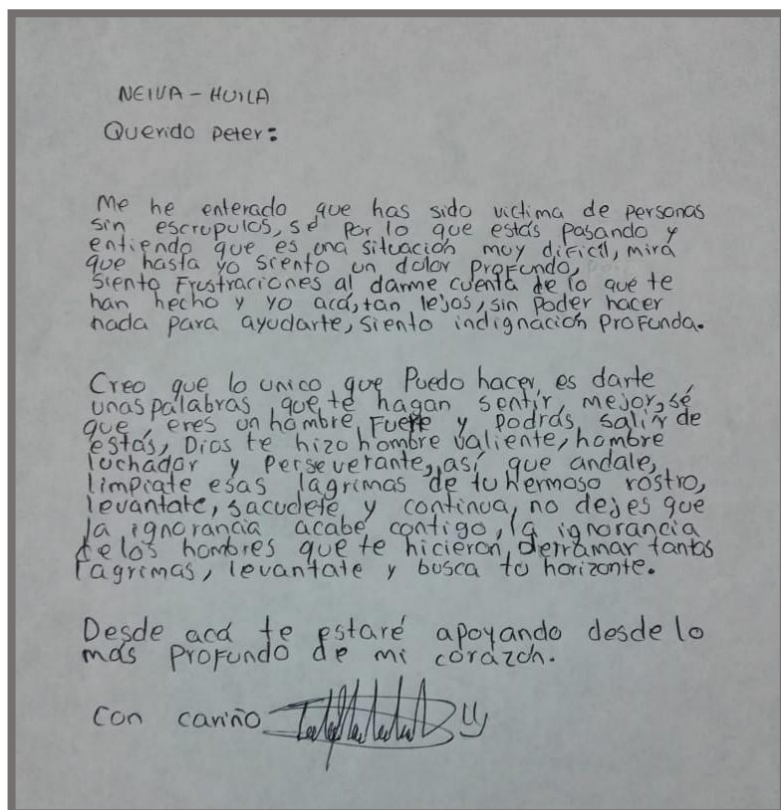 NEIVA - HUILA
Querido Peter:
Me he enterado que has sido victima de personas
sin escrupulos, sé por lo que estás pasando y
entiendo que es una situación muy dificil, mira
que hasta yo siento un dolor profundo,
siento Frustraciones al darme cuenta de lo que te
han hecho y yo acá, tan lejos, sin poder hacer
nada para ayudarte, siento indignación profunda.
Creo que lo unico que Puedo hacer es darte
unas palabras que te hagan sentir mejor, sé
que eres un hombre Fuerte y podrás salir de
estás, Dios te hizo hombre valiente, hombre
luchador y perseverante, así que andale,
limpiate esas lagrimas de tu hermoso rostro,
levantate, sacudete y continua, no dejes que
la ignorancia acabe contigo, la ignorancia
de los hombres que te hicieron derramar tantas
lagrimas, levantate y busca tu horizonte.
Desde acá te estaré apoyando desde lo
más profundo de mi corazón.
Con cariño